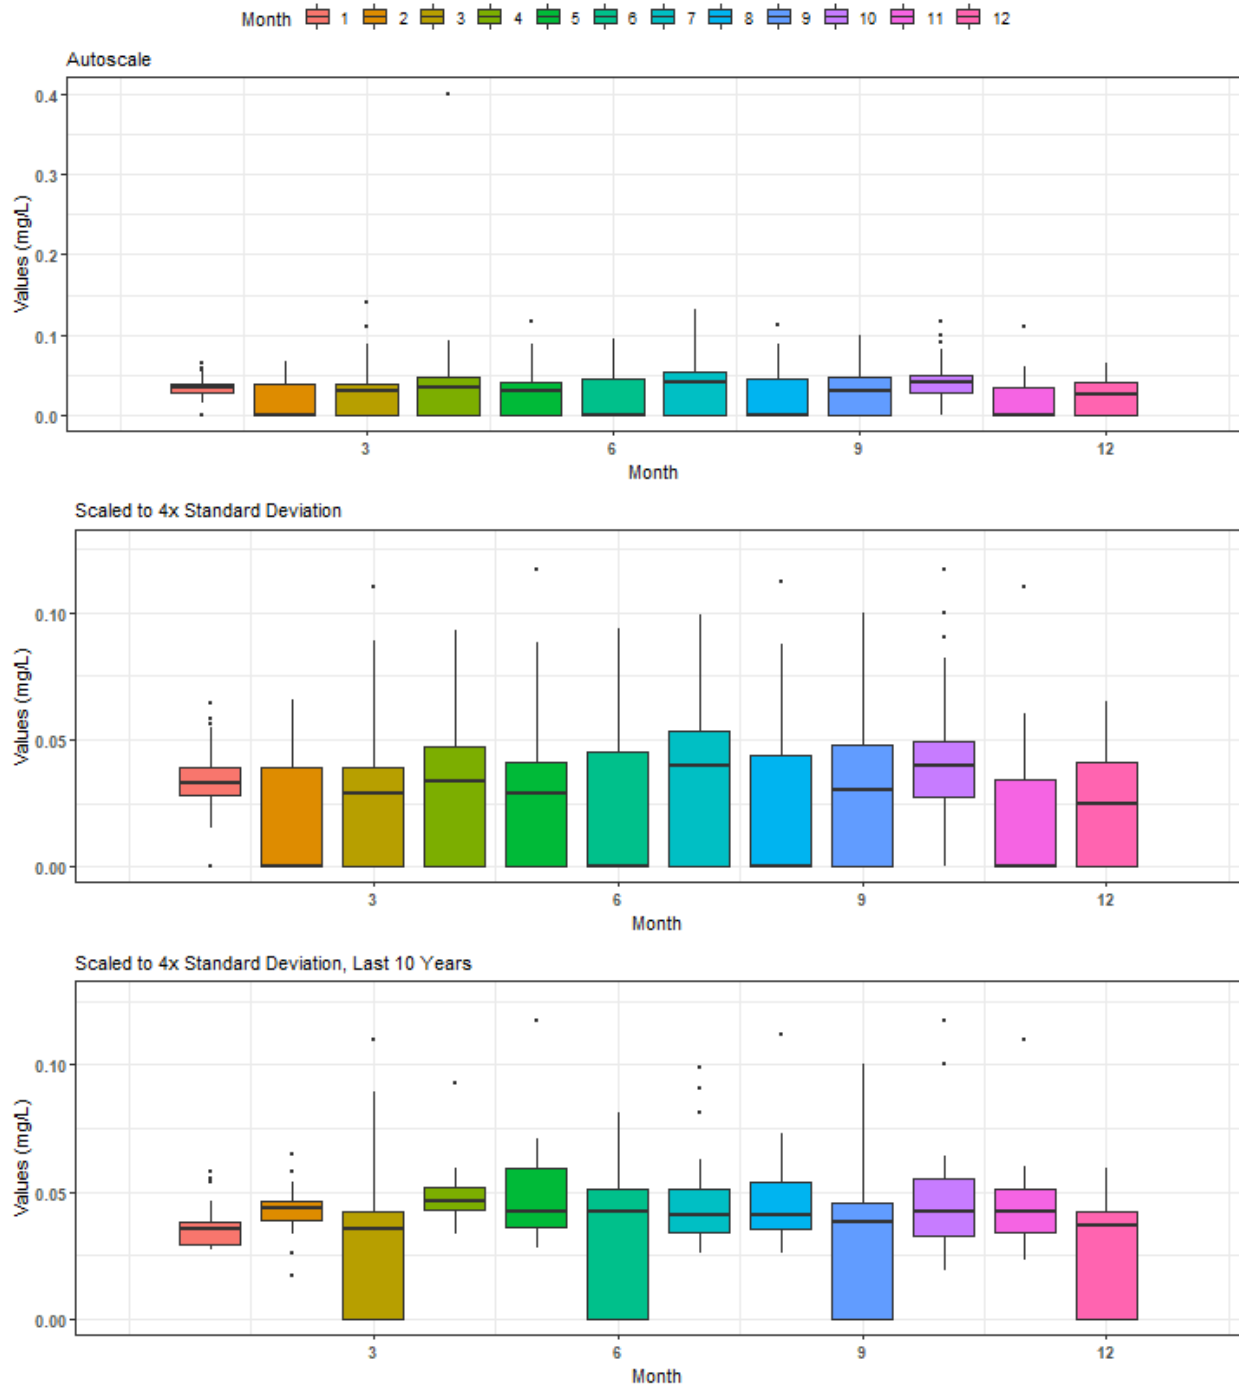 Month 1 2 3 4 5 6 7 8 9 10 11 12
Autoscale
Values (mg/L)
0.4
0.3
0.2
0.1
0.0
3 6 9 12
Month
Scaled to 4x Standard Deviation
Values (mg/L)
0.10
0.05
0.00
3 6 9 12
Month
Scaled to 4x Standard Deviation, Last 10 Years
Values (mg/L)
0.10
0.05
0.00
3 6 9 12
Month